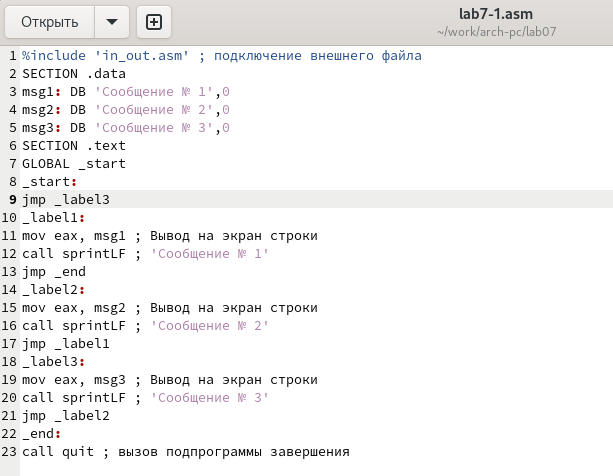 Открыть
lab7-1.asm
~/work/arch-pc/lab07
1 %include 'in_out.asm' ; подключение внешнего файла
2 SECTION .data
3 msg1: DB 'Сообщение № 1',0
4 msg2: DB 'Сообщение № 2',0
5 msg3: DB 'Сообщение № 3',0
6 SECTION .text
7 GLOBAL _start
8 _start:
9 jmp _label3
10 _label1:
11 mov eax, msg1 ; Вывод на экран строки
12 call sprintLF ; 'Сообщение № 1'
13 jmp _end
14 _label2:
15 mov eax, msg2 ; Вывод на экран строки
16 call sprintLF ; 'Сообщение № 2'
17 jmp _label1
18 _label3:
19 mov eax, msg3 ; Вывод на экран строки
20 call sprintLF ; 'Сообщение № 3'
21 jmp _label2
22 _end:
23 call quit ; вызов подпрограммы завершения